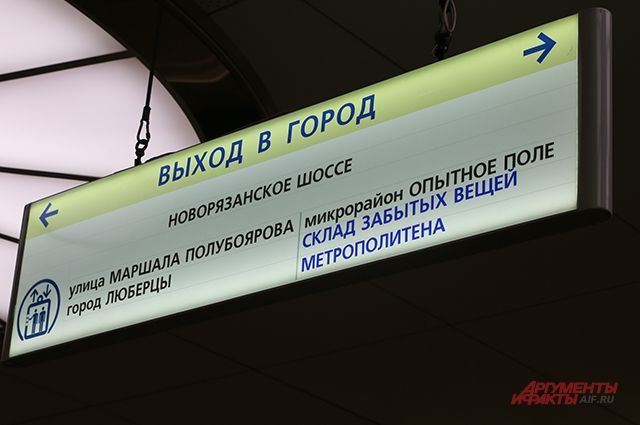 ВЫХОД В ГОРОД
НОВОРЯЗАНСКОЕ ШОССЕ
улица МАРШАЛА ПОЛУБОЯРОВА
город ЛЮБЕРЦЫ
микрорайон ОПЫТНОЕ ПОЛЕ
СКЛАД ЗАБЫТЫХ ВЕЩЕЙ
МЕТРОПОЛИТЕНА
АРГУМЕНТЫ
И ФАКТЫ AIF.RU